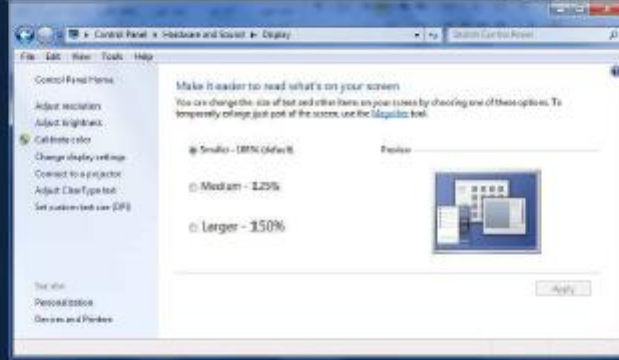 Control Panel ▸ Hardware and Sound ▸ Display
Search Control Panel
File Edit View Tools Help
Control Panel Home
Adjust resolution
Adjust brightness
Calibrate color
Change display settings
Connect to a projector
Adjust ClearType text
Set custom text size (DPI)
See also
Personalization
Devices and Printers
Make it easier to read what's on your screen
You can change the size of text and other items on your screen by choosing one of these options. To
temporarily enlarge just part of the screen, use the Magnifier tool.
Smaller - 100% (default)
Preview
Medium - 125%
Larger - 150%
Apply